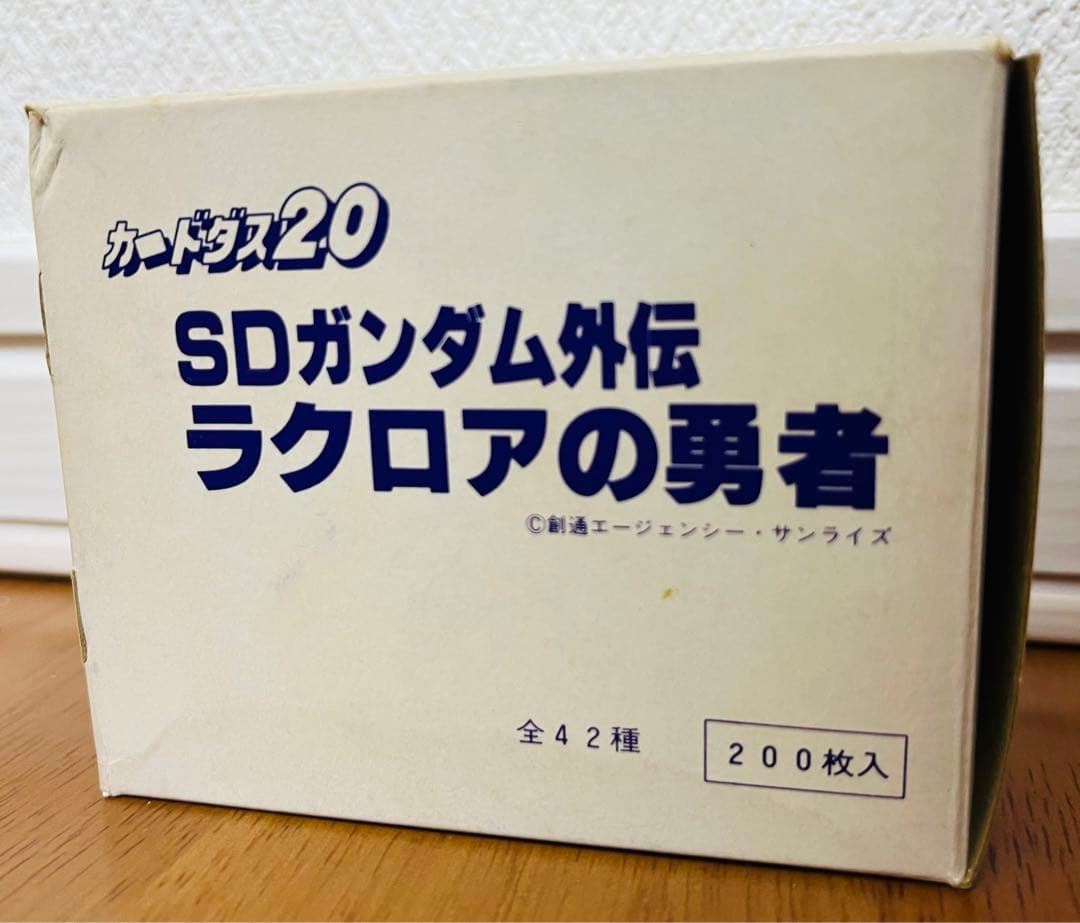 カードダス20
SDガンダム外伝
ラクロアの勇者
©創通エージェンシー・サンライズ
全42種
200枚入